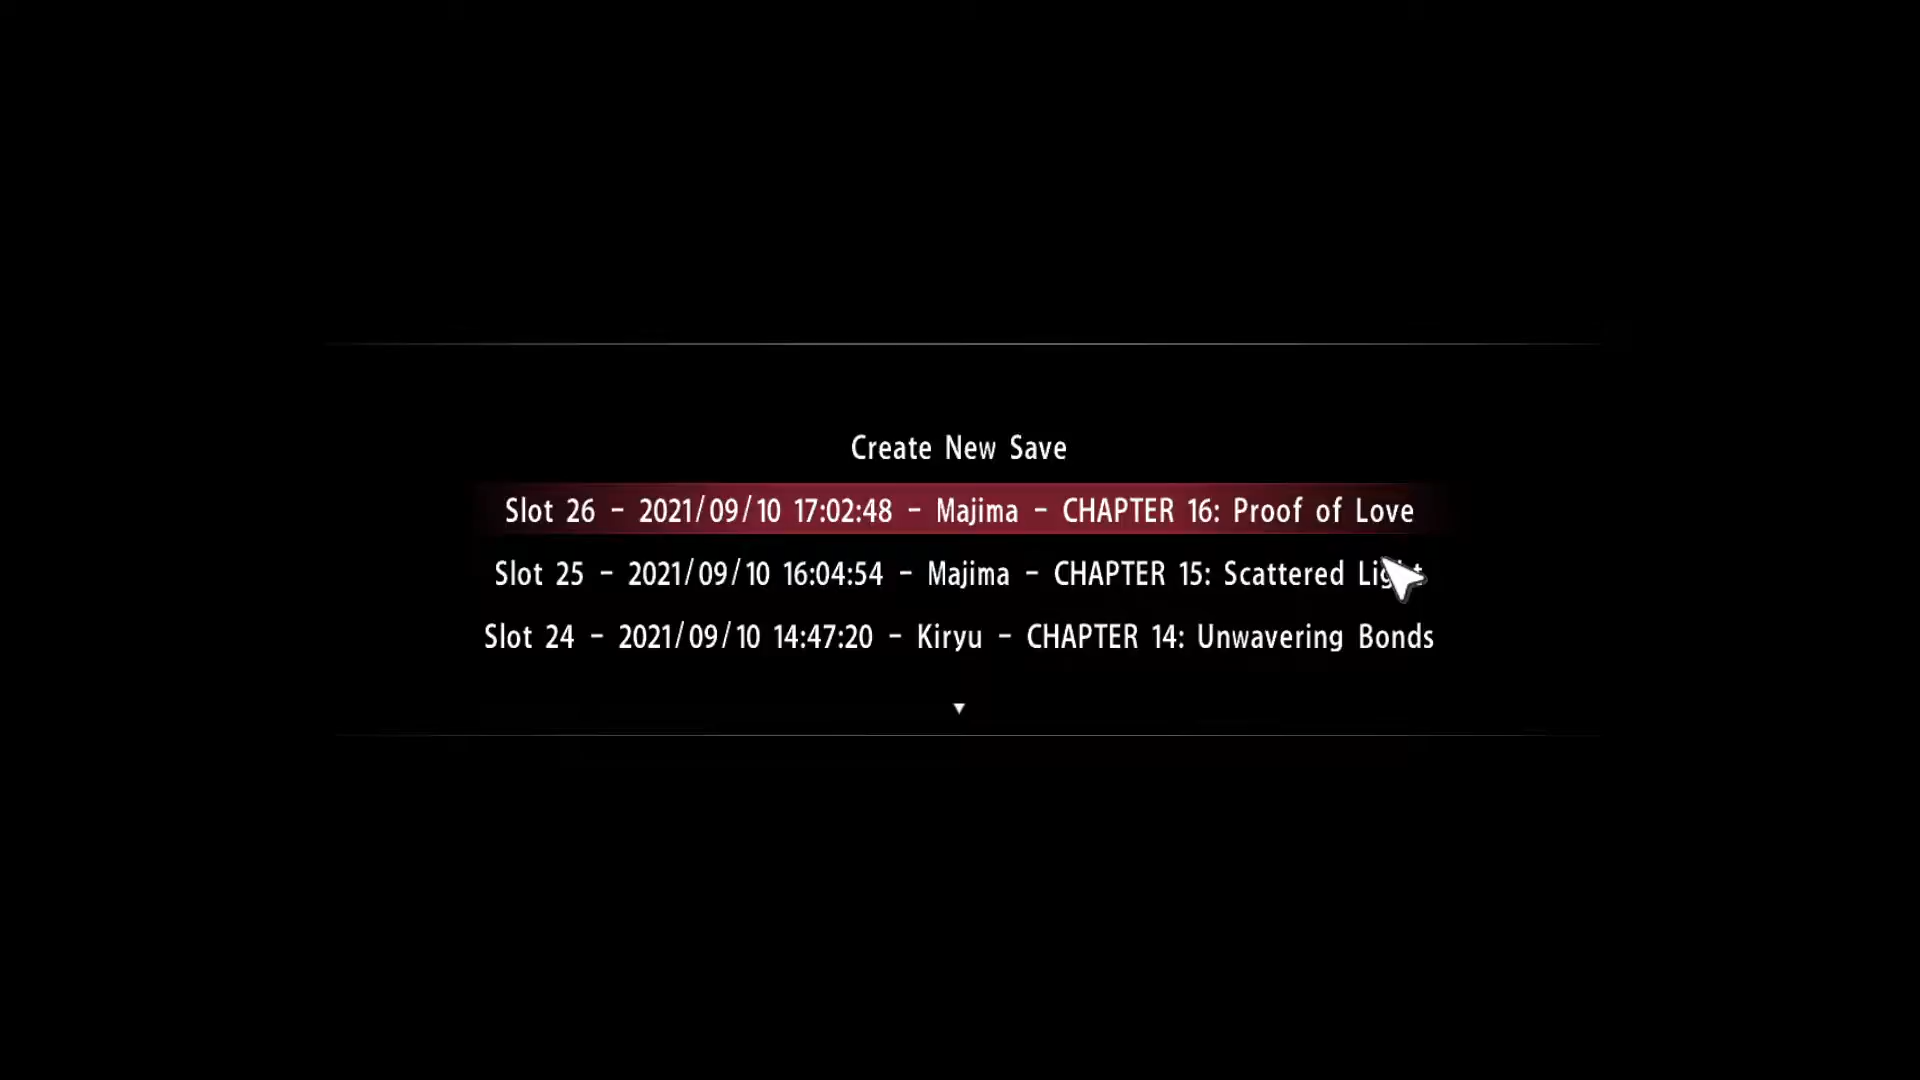 Create New Save
Slot 26 - 2021/09/10 17:02:48 - Majima - CHAPTER 16: Proof of Love
Slot 25 - 2021/09/10 16:04:54 - Majima - CHAPTER 15: Scattered Light
Slot 24 - 2021/09/10 14:47:20 - Kiryu - CHAPTER 14: Unwavering Bonds